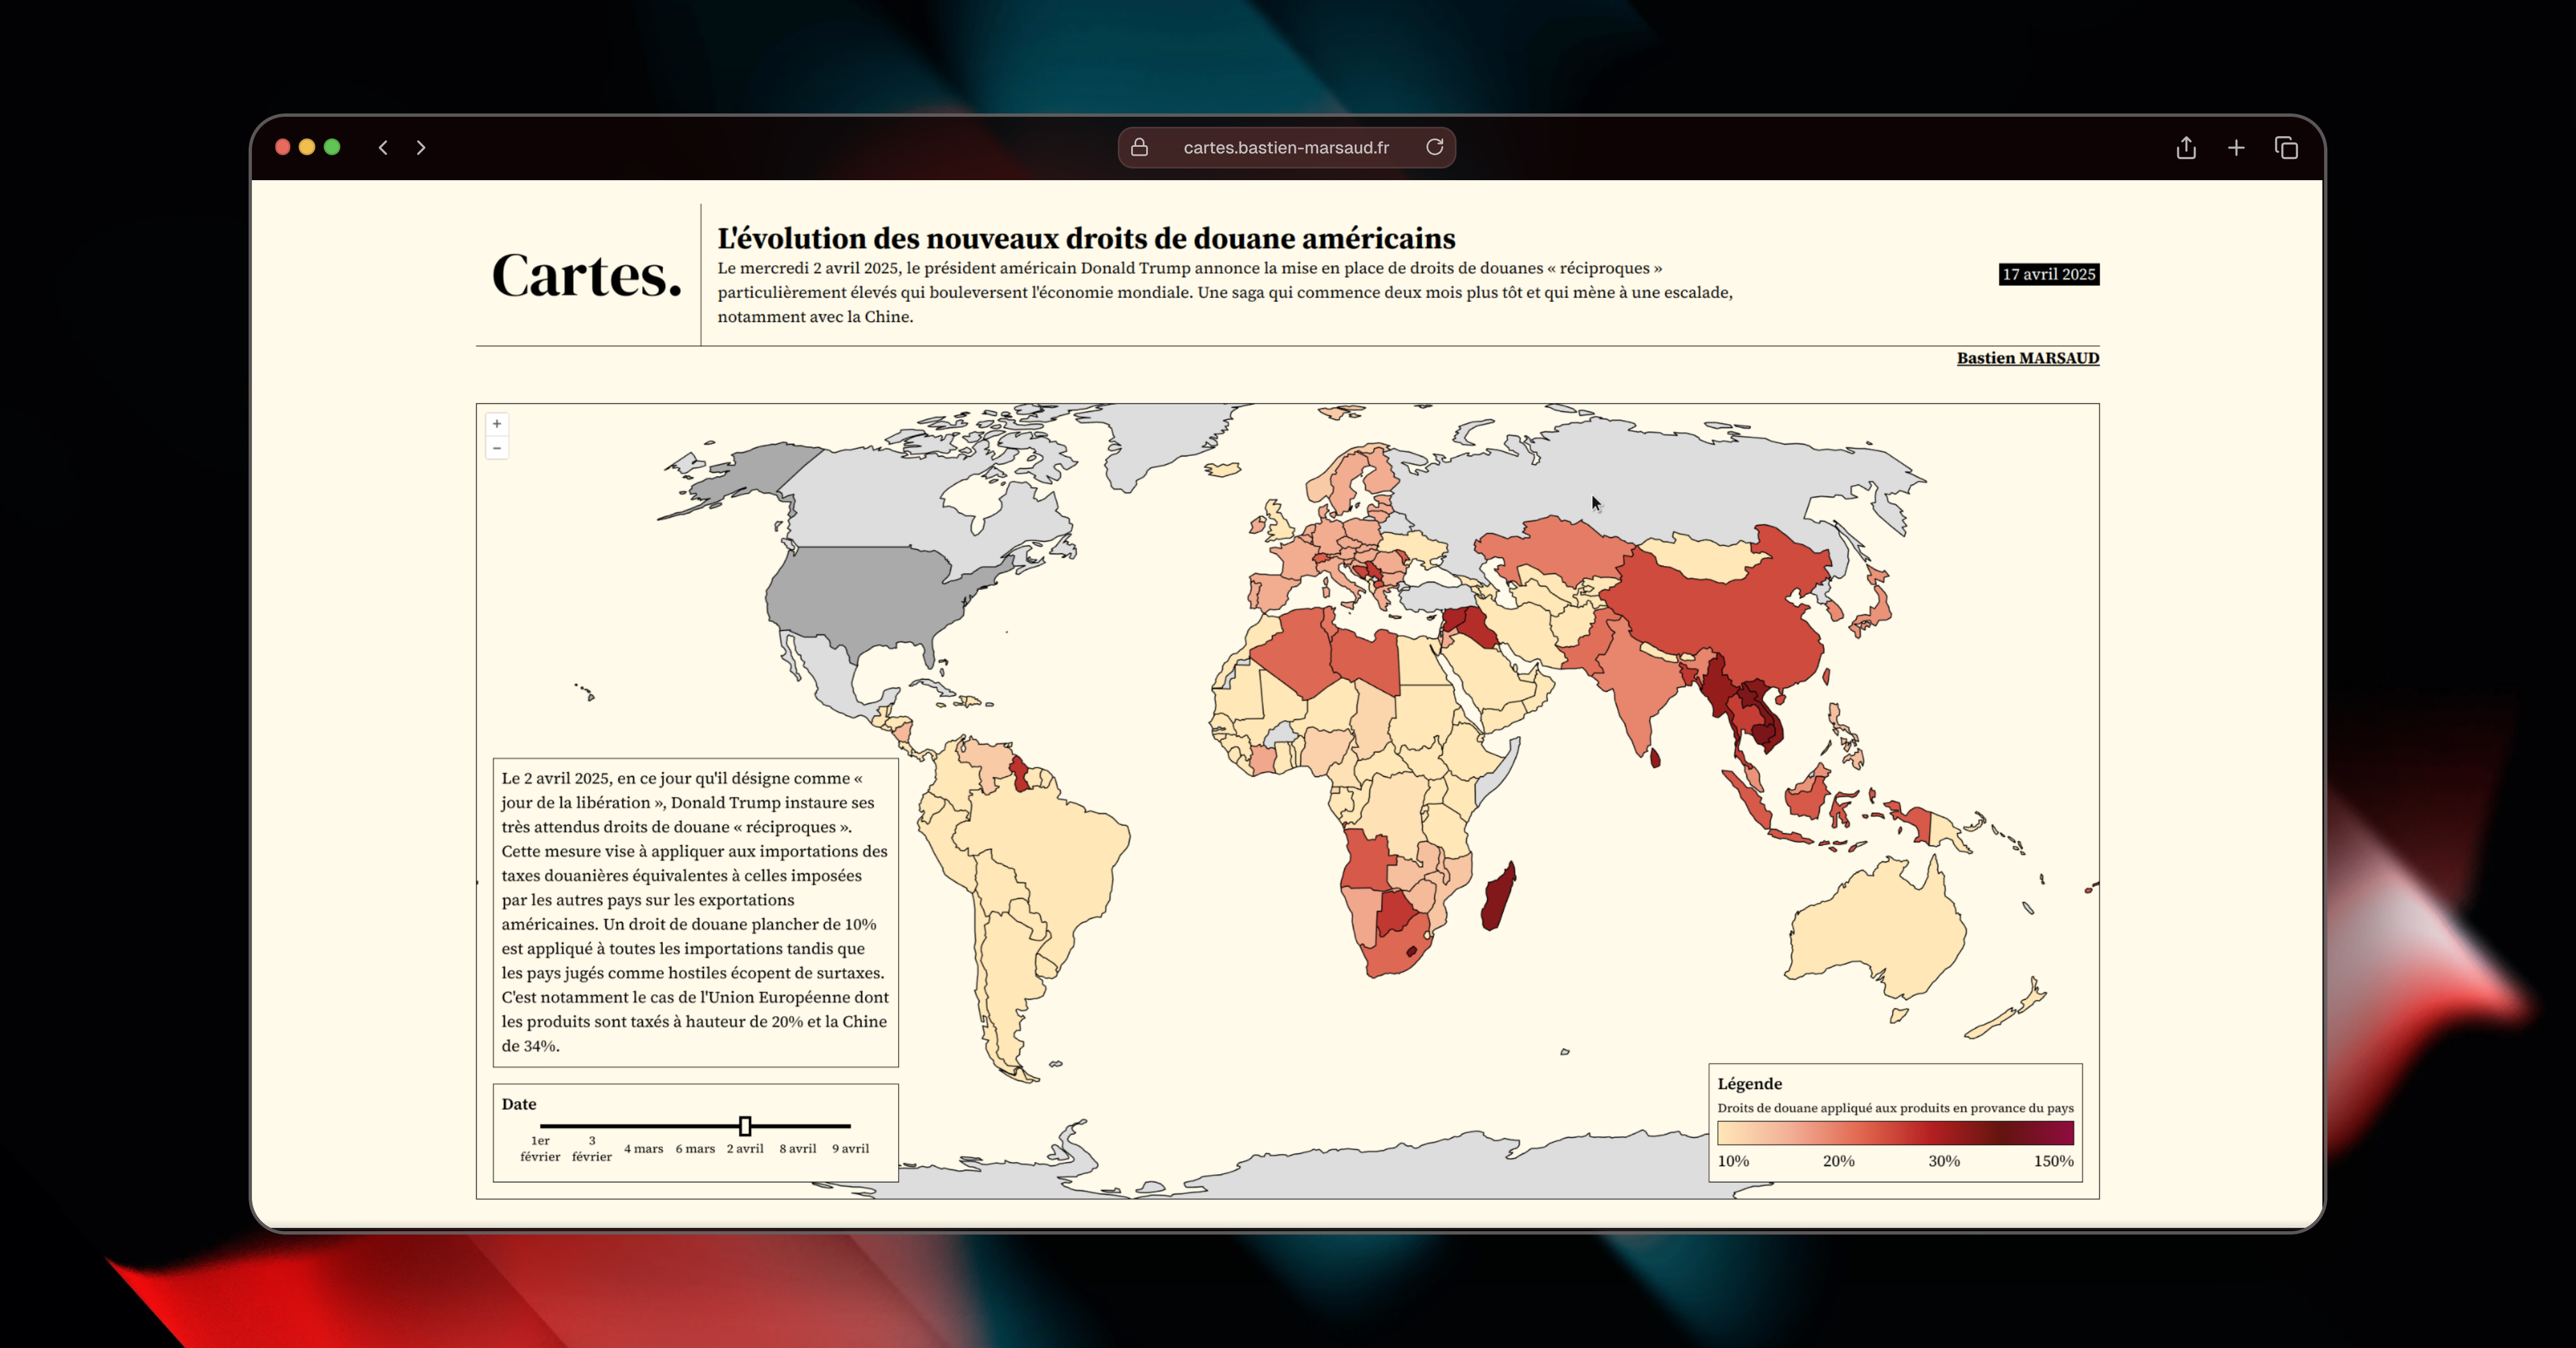 cartes.bastien-marsaud.fr
Cartes.
L'évolution des nouveaux droits de douane américains
Le mercredi 2 avril 2025, le président américain Donald Trump annonce la mise en place de droits de douanes « réciproques »
particulièrement élevés qui bouleversent l'économie mondiale. Une saga qui commence deux mois plus tôt et qui mène à une escalade,
notamment avec la Chine.
17 avril 2025
Bastien MARSAUD
+
−
Le 2 avril 2025, en ce jour qu'il désigne comme «
jour de la libération », Donald Trump instaure ses
très attendus droits de douane « réciproques ».
Cette mesure vise à appliquer aux importations des
taxes douanières équivalentes à celles imposées
par les autres pays sur les exportations
américaines. Un droit de douane plancher de 10%
est appliqué à toutes les importations tandis que
les pays jugés comme hostiles écopent de surtaxes.
C'est notamment le cas de l'Union Européenne dont
les produits sont taxés à hauteur de 20% et la Chine
de 34%.
Date
1er février 3 février 4 mars 6 mars 2 avril 8 avril 9 avril
Légende
Droits de douane appliqué aux produits en provance du pays
10% 20% 30% 150%